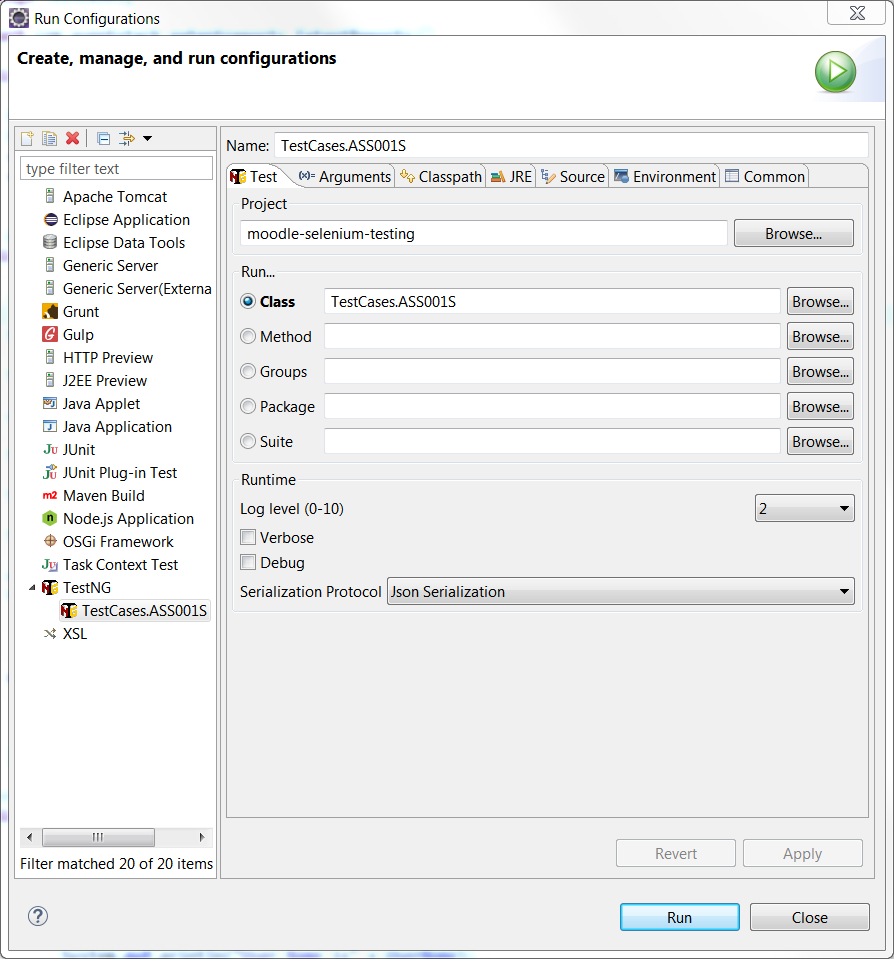 Run Configurations
Create, manage, and run configurations
type filter text
Apache Tomcat
Eclipse Application
Eclipse Data Tools
Generic Server
Generic Server(Externa
Grunt
Gulp
HTTP Preview
J2EE Preview
Java Applet
Java Application
JUnit
JUnit Plug-in Test
Maven Build
Node.js Application
OSGi Framework
Task Context Test
TestNG
TestCases.ASS001S
XSL
Filter matched 20 of 20 items
Name: TestCases.ASS001S
Test Arguments Classpath JRE Source Environment Common
Project
moodle-selenium-testing Browse...
Run...
Class TestCases.ASS001S Browse...
Method Browse...
Groups Browse...
Package Browse...
Suite Browse...
Runtime
Log level (0-10) 2
Verbose
Debug
Serialization Protocol Json Serialization
Revert Apply
Run Close